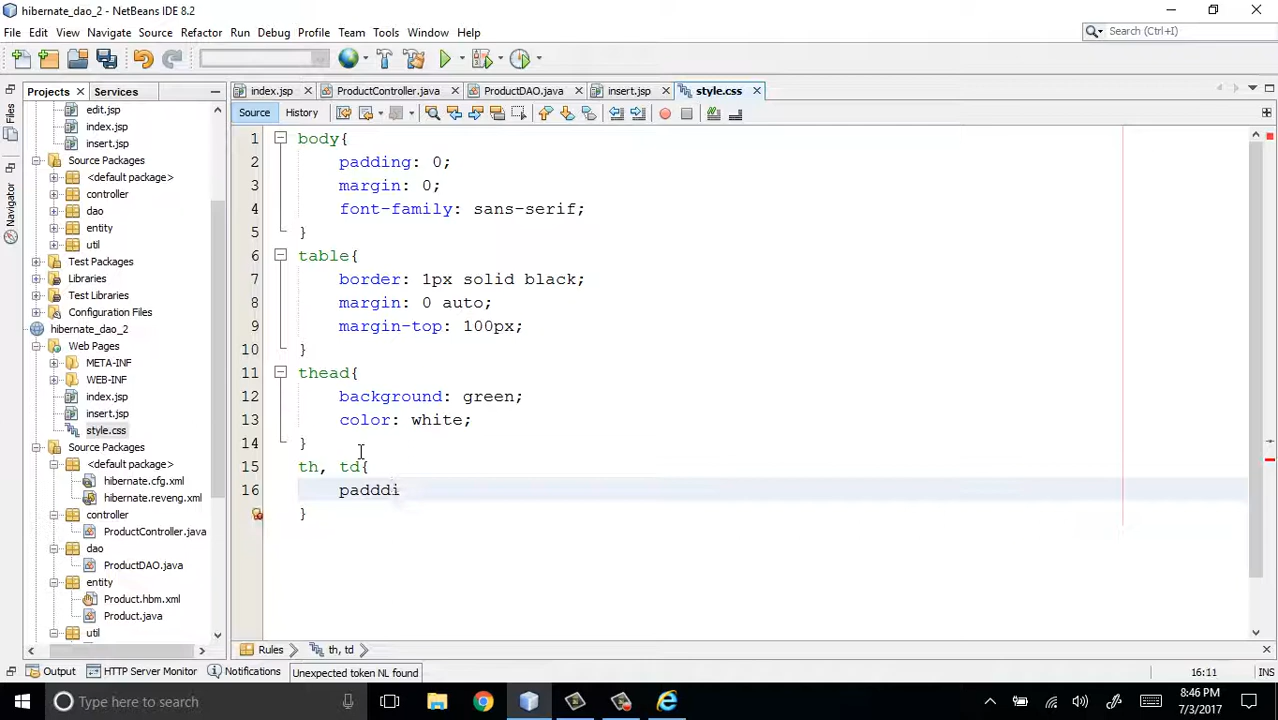 hibernate_dao_2 - NetBeans IDE 8.2
File Edit View Navigate Source Refactor Run Debug Profile Team Tools Window Help
Search (Ctrl+I)
Projects Services
index.jsp ProductController.java ProductDAO.java insert.jsp style.css
Source History
Files
Navigator
edit.jsp
index.jsp
insert.jsp
Source Packages
<default package>
controller
dao
entity
util
Test Packages
Libraries
Test Libraries
Configuration Files
hibernate_dao_2
Web Pages
META-INF
WEB-INF
index.jsp
insert.jsp
style.css
Source Packages
<default package>
hibernate.cfg.xml
hibernate.reveng.xml
controller
ProductController.java
dao
ProductDAO.java
entity
Product.hbm.xml
Product.java
util
1 body{
2 padding: 0;
3 margin: 0;
4 font-family: sans-serif;
5 }
6 table{
7 border: 1px solid black;
8 margin: 0 auto;
9 margin-top: 100px;
10 }
11 thead{
12 background: green;
13 color: white;
14 }
15 th, td{
16 padddi
}
Rules th, td
Output HTTP Server Monitor Notifications Unexpected token NL found 16:11 INS
Type here to search
8:46 PM
7/3/2017